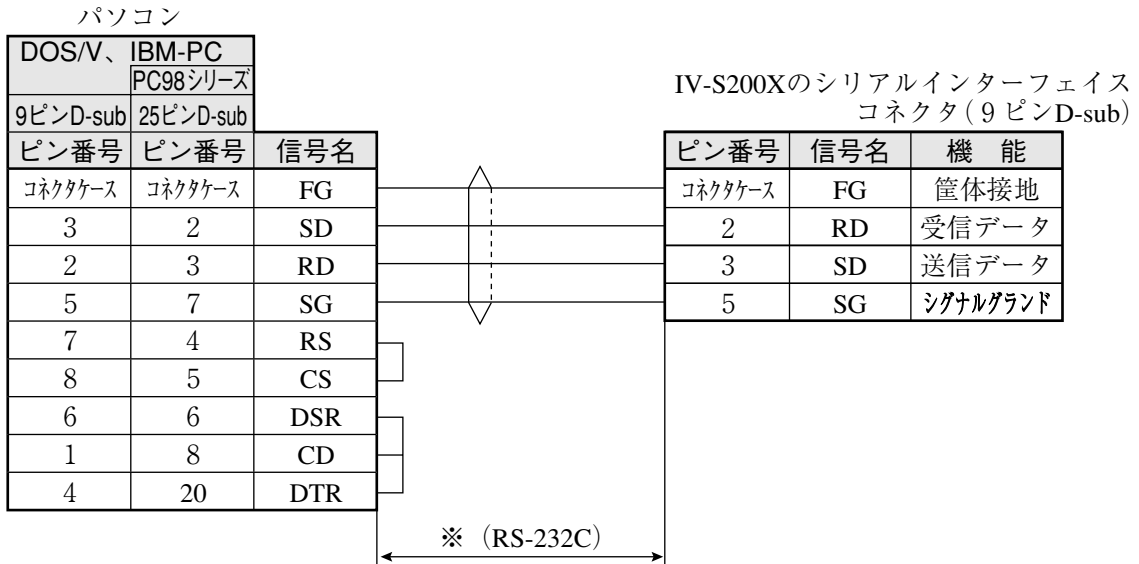 パソコン
DOS/V、IBM-PC
PC98シリーズ
9ピンD-sub 25ピンD-sub
ピン番号 ピン番号 信号名
コネクタケース コネクタケース FG
3 2 SD
2 3 RD
5 7 SG
7 4 RS
8 5 CS
6 6 DSR
1 8 CD
4 20 DTR
IV-S200Xのシリアルインターフェイス
コネクタ(9ピンD-sub)
ピン番号 信号名 機 能
コネクタケース FG 筐体接地
2 RD 受信データ
3 SD 送信データ
5 SG シグナルグランド
※ (RS-232C)